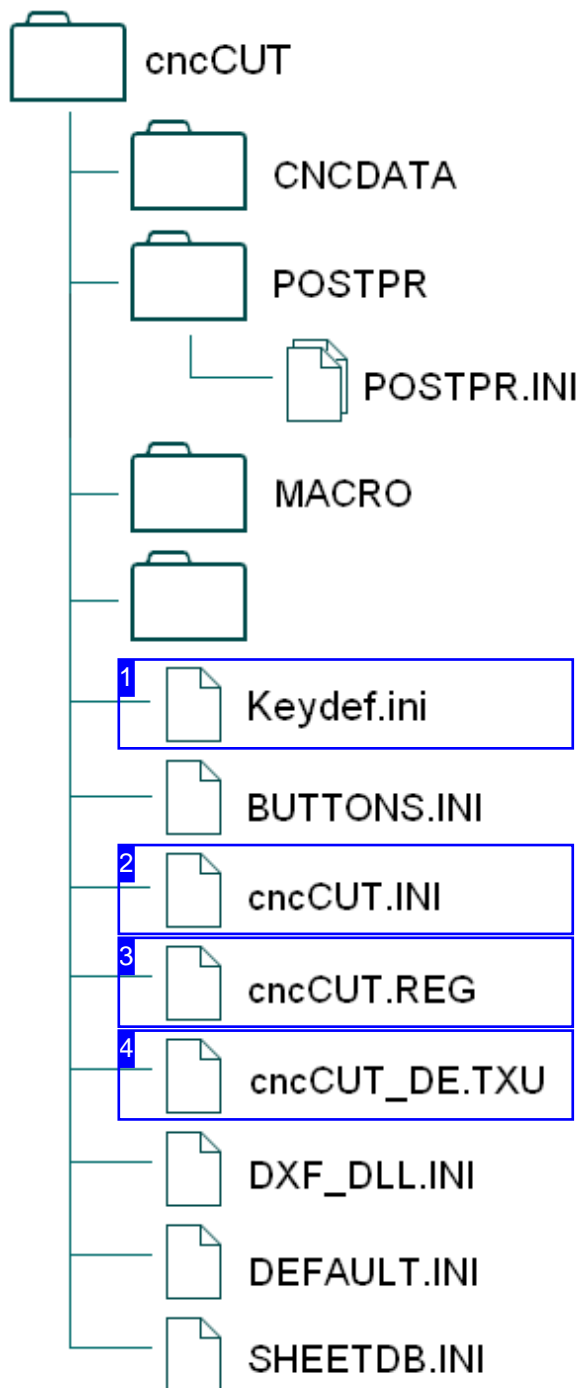 cncCUT
CNCDATA
POSTPR
POSTPR.INI
MACRO
1
Keydef.ini
BUTTONS.INI
2
cncCUT.INI
3
cncCUT.REG
4
cncCUT_DE.TXU
DXF_DLL.INI
DEFAULT.INI
SHEETDB.INI